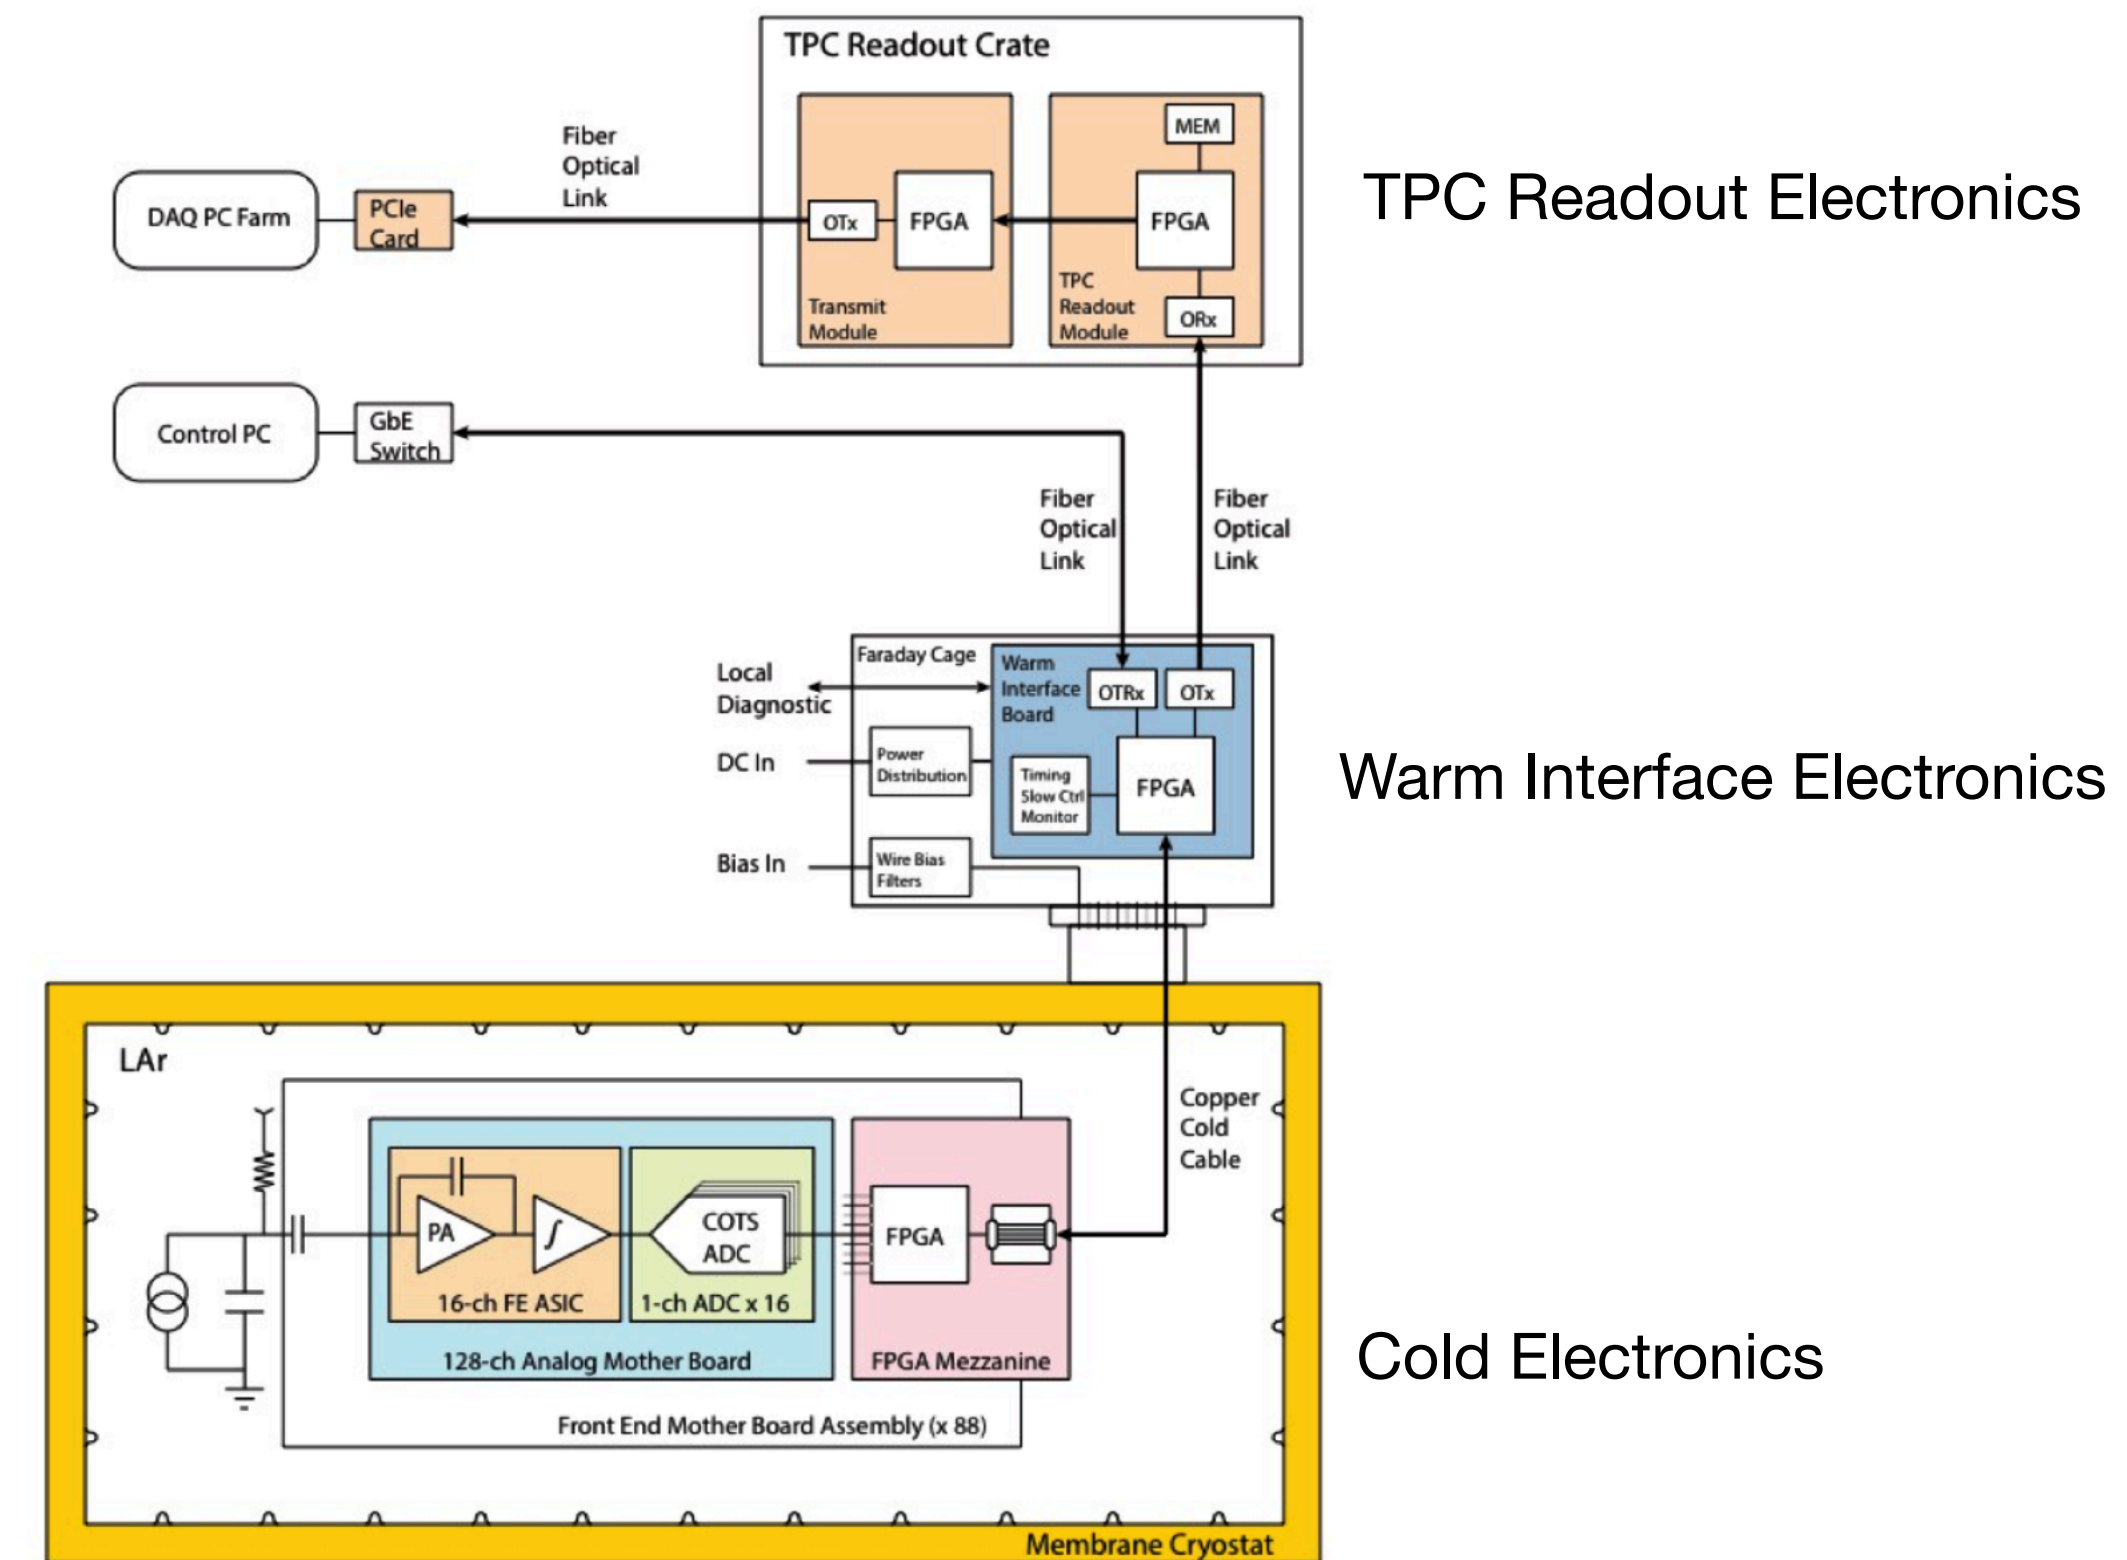 TPC Readout Crate
MEM
Fiber
Optical
Link
DAQ PC Farm
PCIe
Card
OTx
FPGA
FPGA
TPC Readout Electronics
Transmit
Module
TPC
Readout
Module
ORx
Control PC
GbE
Switch
Fiber
Optical
Link
Fiber
Optical
Link
Local
Diagnostic
Faraday Cage
Warm
Interface
Board
OTRx
OTx
DC In
Power
Distribution
Timing
Slow Ctrl
Monitor
FPGA
Warm Interface Electronics
Bias In
Wire Bias
Filters
LAr
Copper
Cold
Cable
PA
∫
COTS
ADC
FPGA
16-ch FE ASIC
1-ch ADC x 16
128-ch Analog Mother Board
FPGA Mezzanine
Cold Electronics
Front End Mother Board Assembly (x 88)
Membrane Cryostat